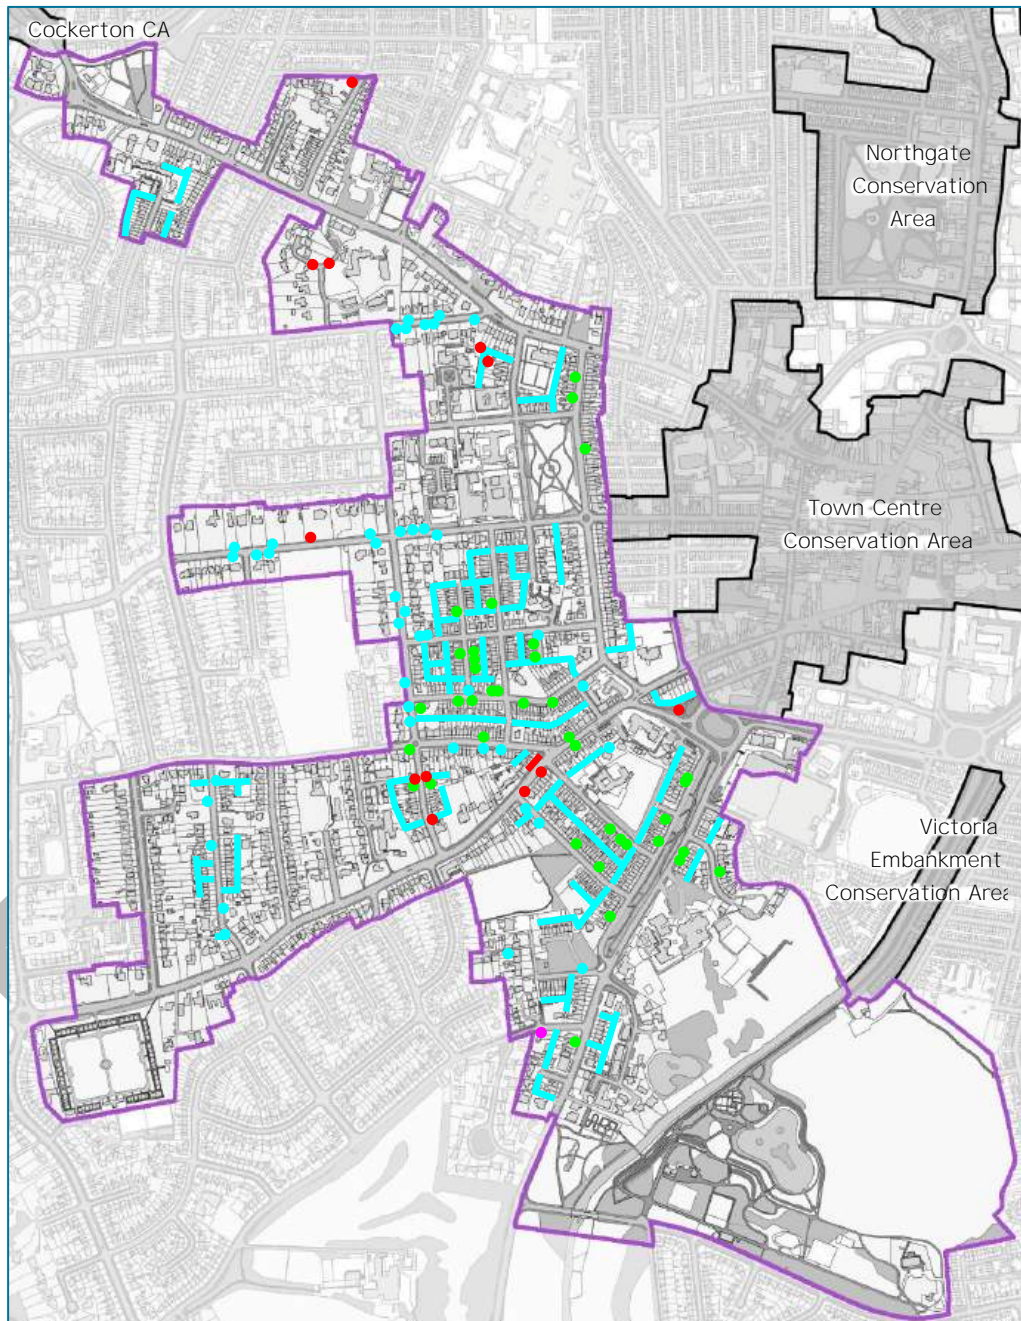 Cockerton CA
Northgate
Conservation
Area
Town Centre
Conservation Area
Victoria
Embankment
Conservation Area